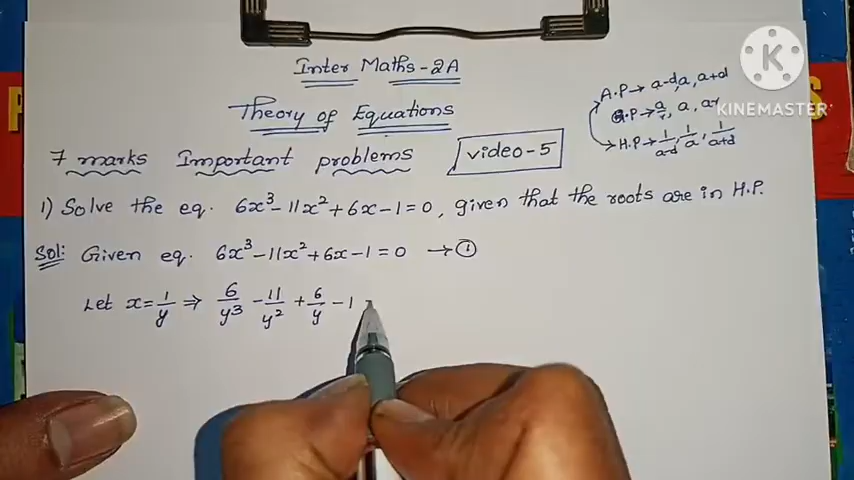 Inter Maths-2A
Theory of Equations
A.P → a-d, a, a+d
G.P → a/r, a, ar
H.P → 1/a-d, 1/a, 1/a+d
KINEMASTER
7 marks Important problems video-5
1) Solve the eq. 6x³-11x²+6x-1=0, given that the roots are in H.P.
Sol: Given eq. 6x³-11x²+6x-1=0 → ①
Let x=1/y ⇒ 6/y³ - 11/y² + 6/y - 1